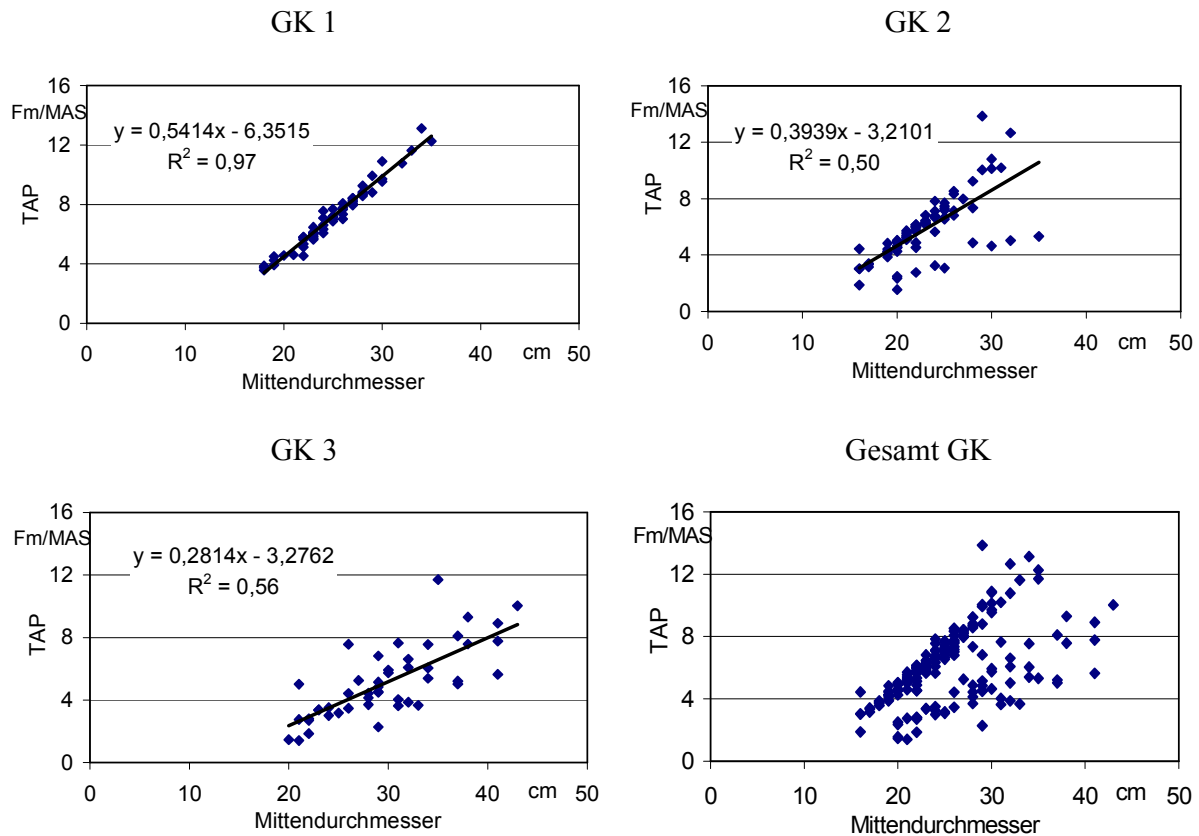 GK 1
16
Fm/MAS
y = 0,5414x - 6,3515
R² = 0,97
12
8
4
0
TAP
0 10 20 30 40 cm 50
Mittendurchmesser
GK 2
16
Fm/MAS
y = 0,3939x - 3,2101
R² = 0,50
12
8
4
0
TAP
0 10 20 30 40 cm 50
Mittendurchmesser
GK 3
16
Fm/MAS
y = 0,2814x - 3,2762
R² = 0,56
12
8
4
0
TAP
0 10 20 30 40 cm 50
Mittendurchmesser
Gesamt GK
16
Fm/MAS
12
8
4
0
TAP
0 10 20 30 40 cm 50
Mittendurchmesser